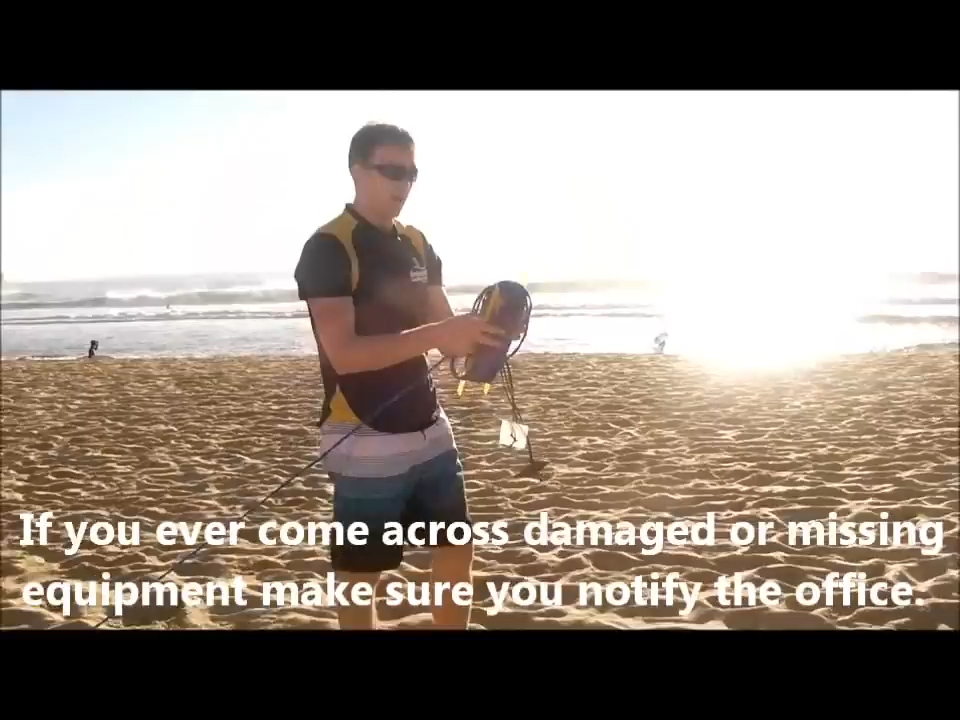 If you ever come across damaged or missing
equipment make sure you notify the office.